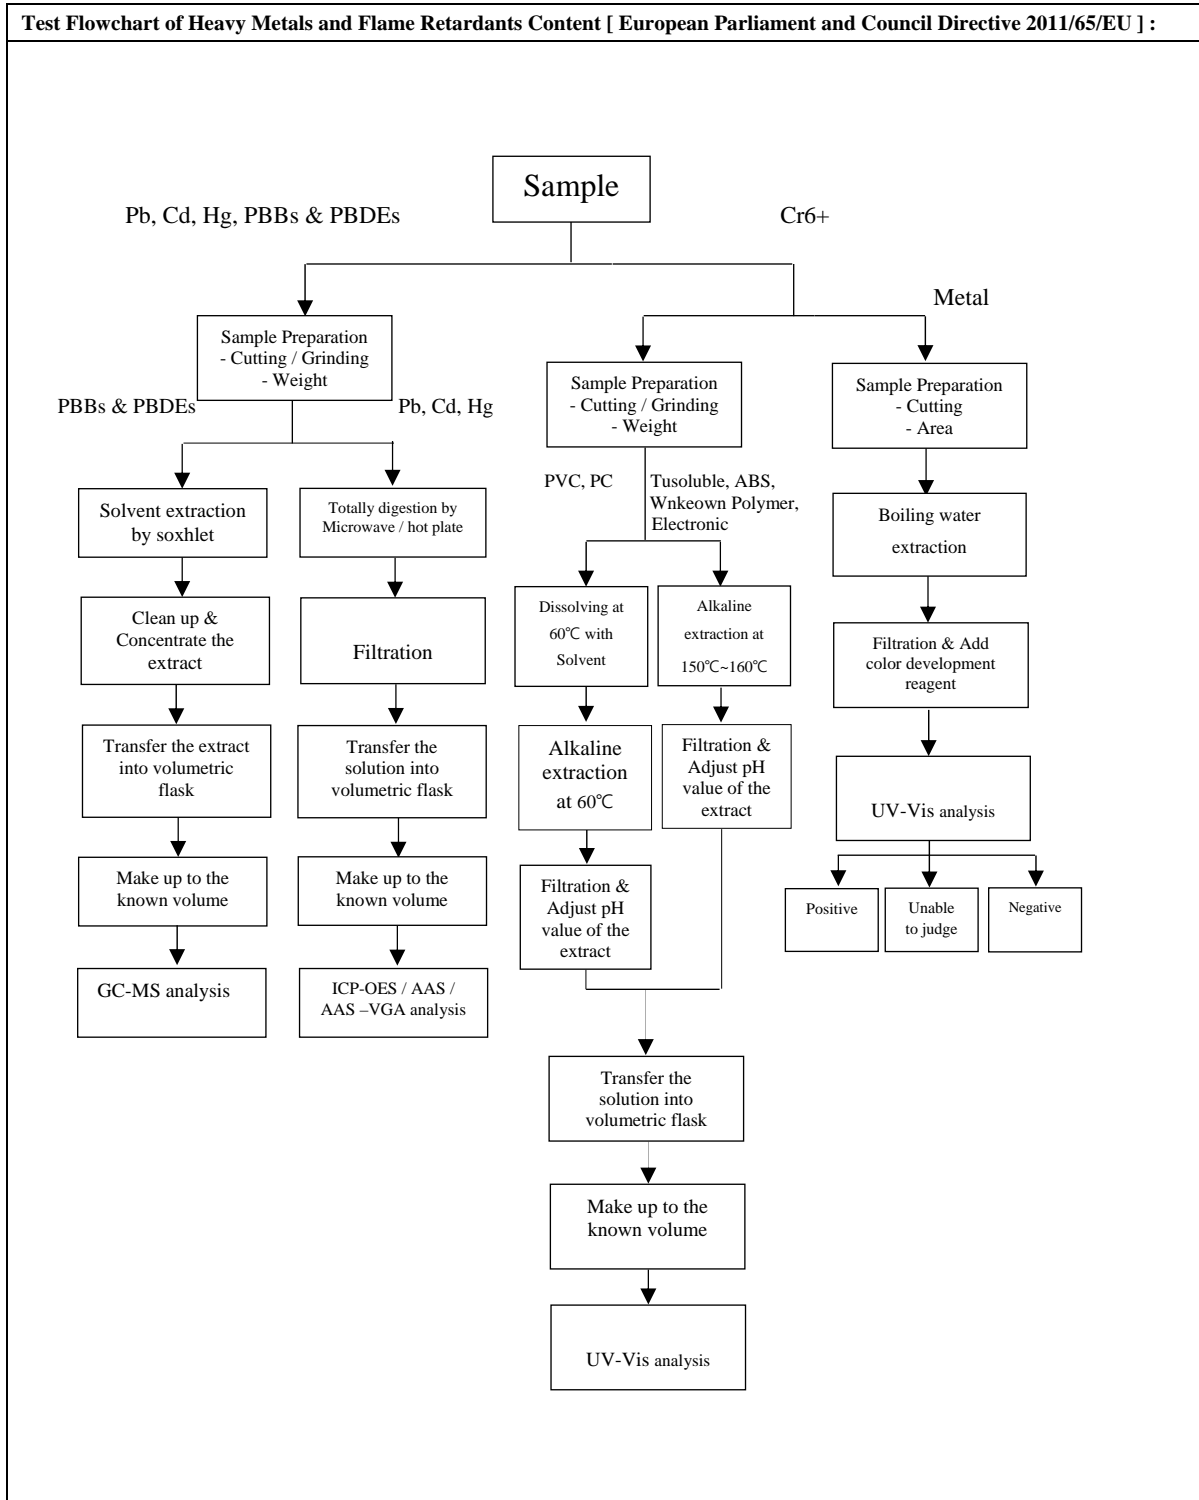 Test Flowchart of Heavy Metals and Flame Retardants Content [ European Parliament and Council Directive 2011/65/EU ] :
Sample
Pb, Cd, Hg, PBBs & PBDEs
Cr6+
Metal
Sample Preparation
- Cutting / Grinding
- Weight
PBBs & PBDEs
Pb, Cd, Hg
Solvent extraction
by soxhlet
Clean up &
Concentrate the
extract
Transfer the extract
into volumetric
flask
Make up to the
known volume
GC-MS analysis
Totally digestion by
Microwave / hot plate
Filtration
Transfer the
solution into
volumetric flask
Make up to the
known volume
ICP-OES / AAS /
AAS –VGA analysis
Sample Preparation
- Cutting / Grinding
- Weight
PVC, PC
Tusoluble, ABS,
Wnkeown Polymer,
Electronic
Dissolving at
60℃ with
Solvent
Alkaline
extraction
at 60℃
Filtration &
Adjust pH
value of the
extract
Alkaline
extraction at
150℃~160℃
Filtration &
Adjust pH
value of the
extract
Transfer the
solution into
volumetric flask
Make up to the
known volume
UV-Vis analysis
Sample Preparation
- Cutting
- Area
Boiling water
extraction
Filtration & Add
color development
reagent
UV-Vis analysis
Positive
Unable
to judge
Negative